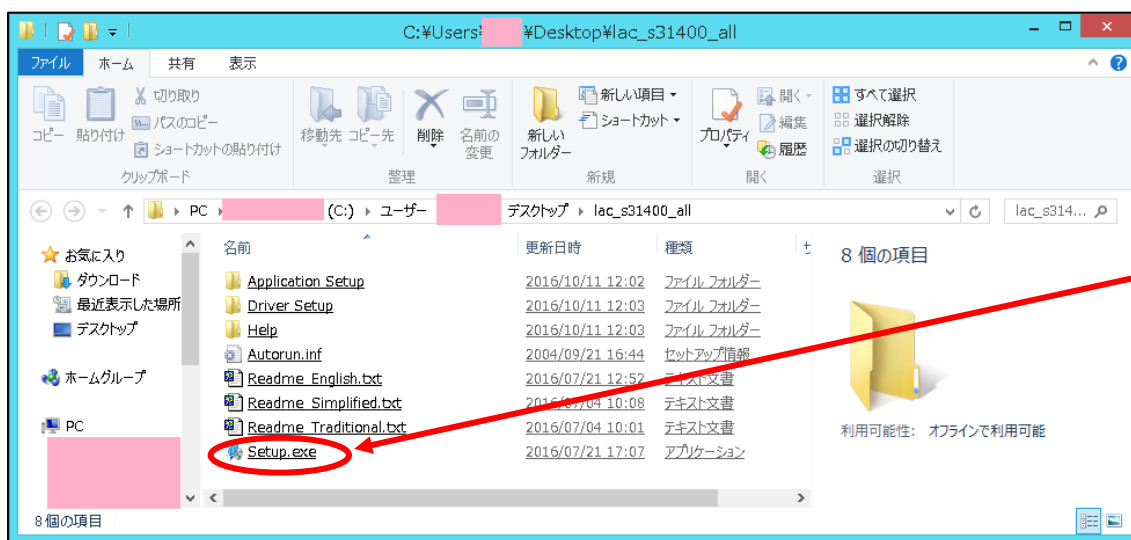 C:¥Users¥ ¥Desktop¥lac_s31400_all
ファイル ホーム 共有 表示
コピー 貼り付け 切り取り パスのコピー ショートカットの貼り付け
移動先 コピー先 削除 名前の変更
新しいフォルダー 新しい項目 ショートカット
プロパティ 開く 編集 履歴
すべて選択 選択解除 選択の切り替え
クリップボード 整理 新規 開く 選択
PC (C:) ユーザー デスクトップ lac_s31400_all lac_s314...
お気に入り
ダウンロード
最近表示した場所
デスクトップ
ホームグループ
PC
名前 更新日時 種類 サ
Application Setup 2016/10/11 12:02 ファイル フォルダー
Driver Setup 2016/10/11 12:03 ファイル フォルダー
Help 2016/10/11 12:03 ファイル フォルダー
Autorun.inf 2004/09/21 16:44 セットアップ情報
Readme_English.txt 2016/07/21 12:52 テキスト文書
Readme_Simplified.txt 2016/07/04 10:08 テキスト文書
Readme_Traditional.txt 2016/07/04 10:01 テキスト文書
Setup.exe 2016/07/21 17:07 アプリケーション
8 個の項目
利用可能性: オフラインで利用可能
8 個の項目